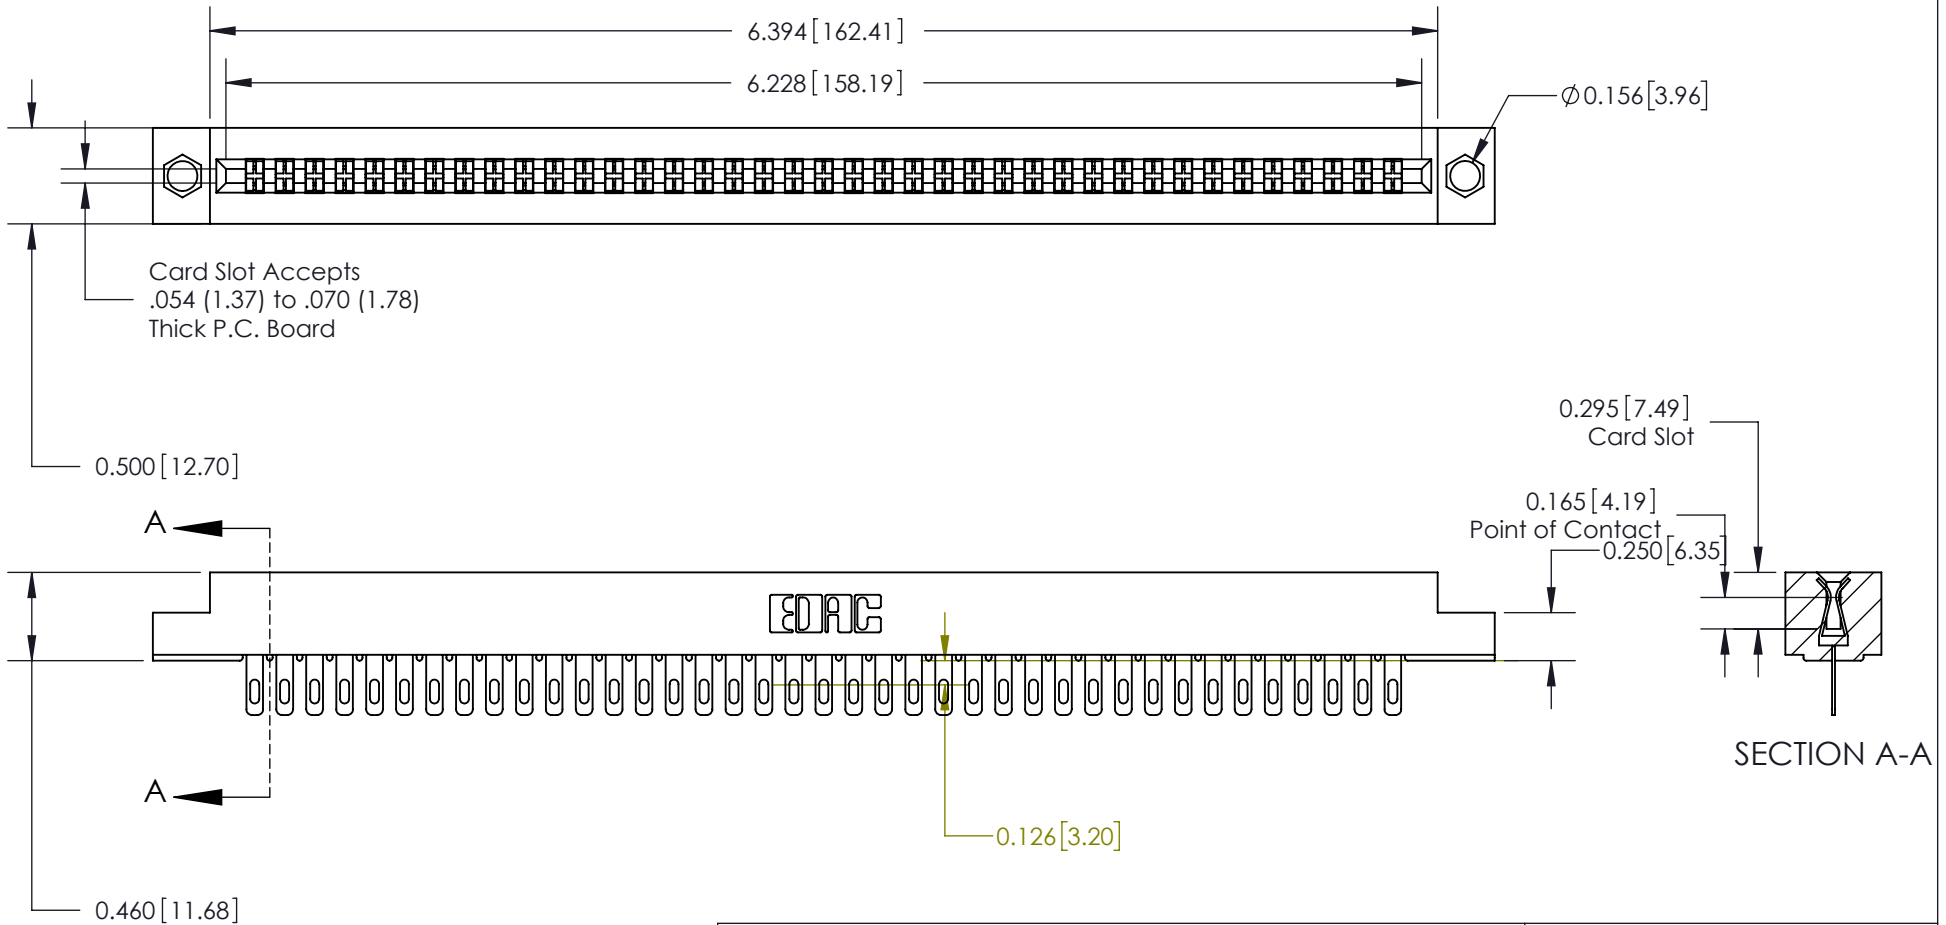 6.394[162.41]
6.228[158.19]
∅0.156[3.96]
Card Slot Accepts
.054 (1.37) to .070 (1.78)
Thick P.C. Board
0.295[7.49]
Card Slot
0.500[12.70]
0.165[4.19]
Point of Contact
0.250[6.35]
A
EDAC
SECTION A-A
A
0.126[3.20]
0.460[11.68]